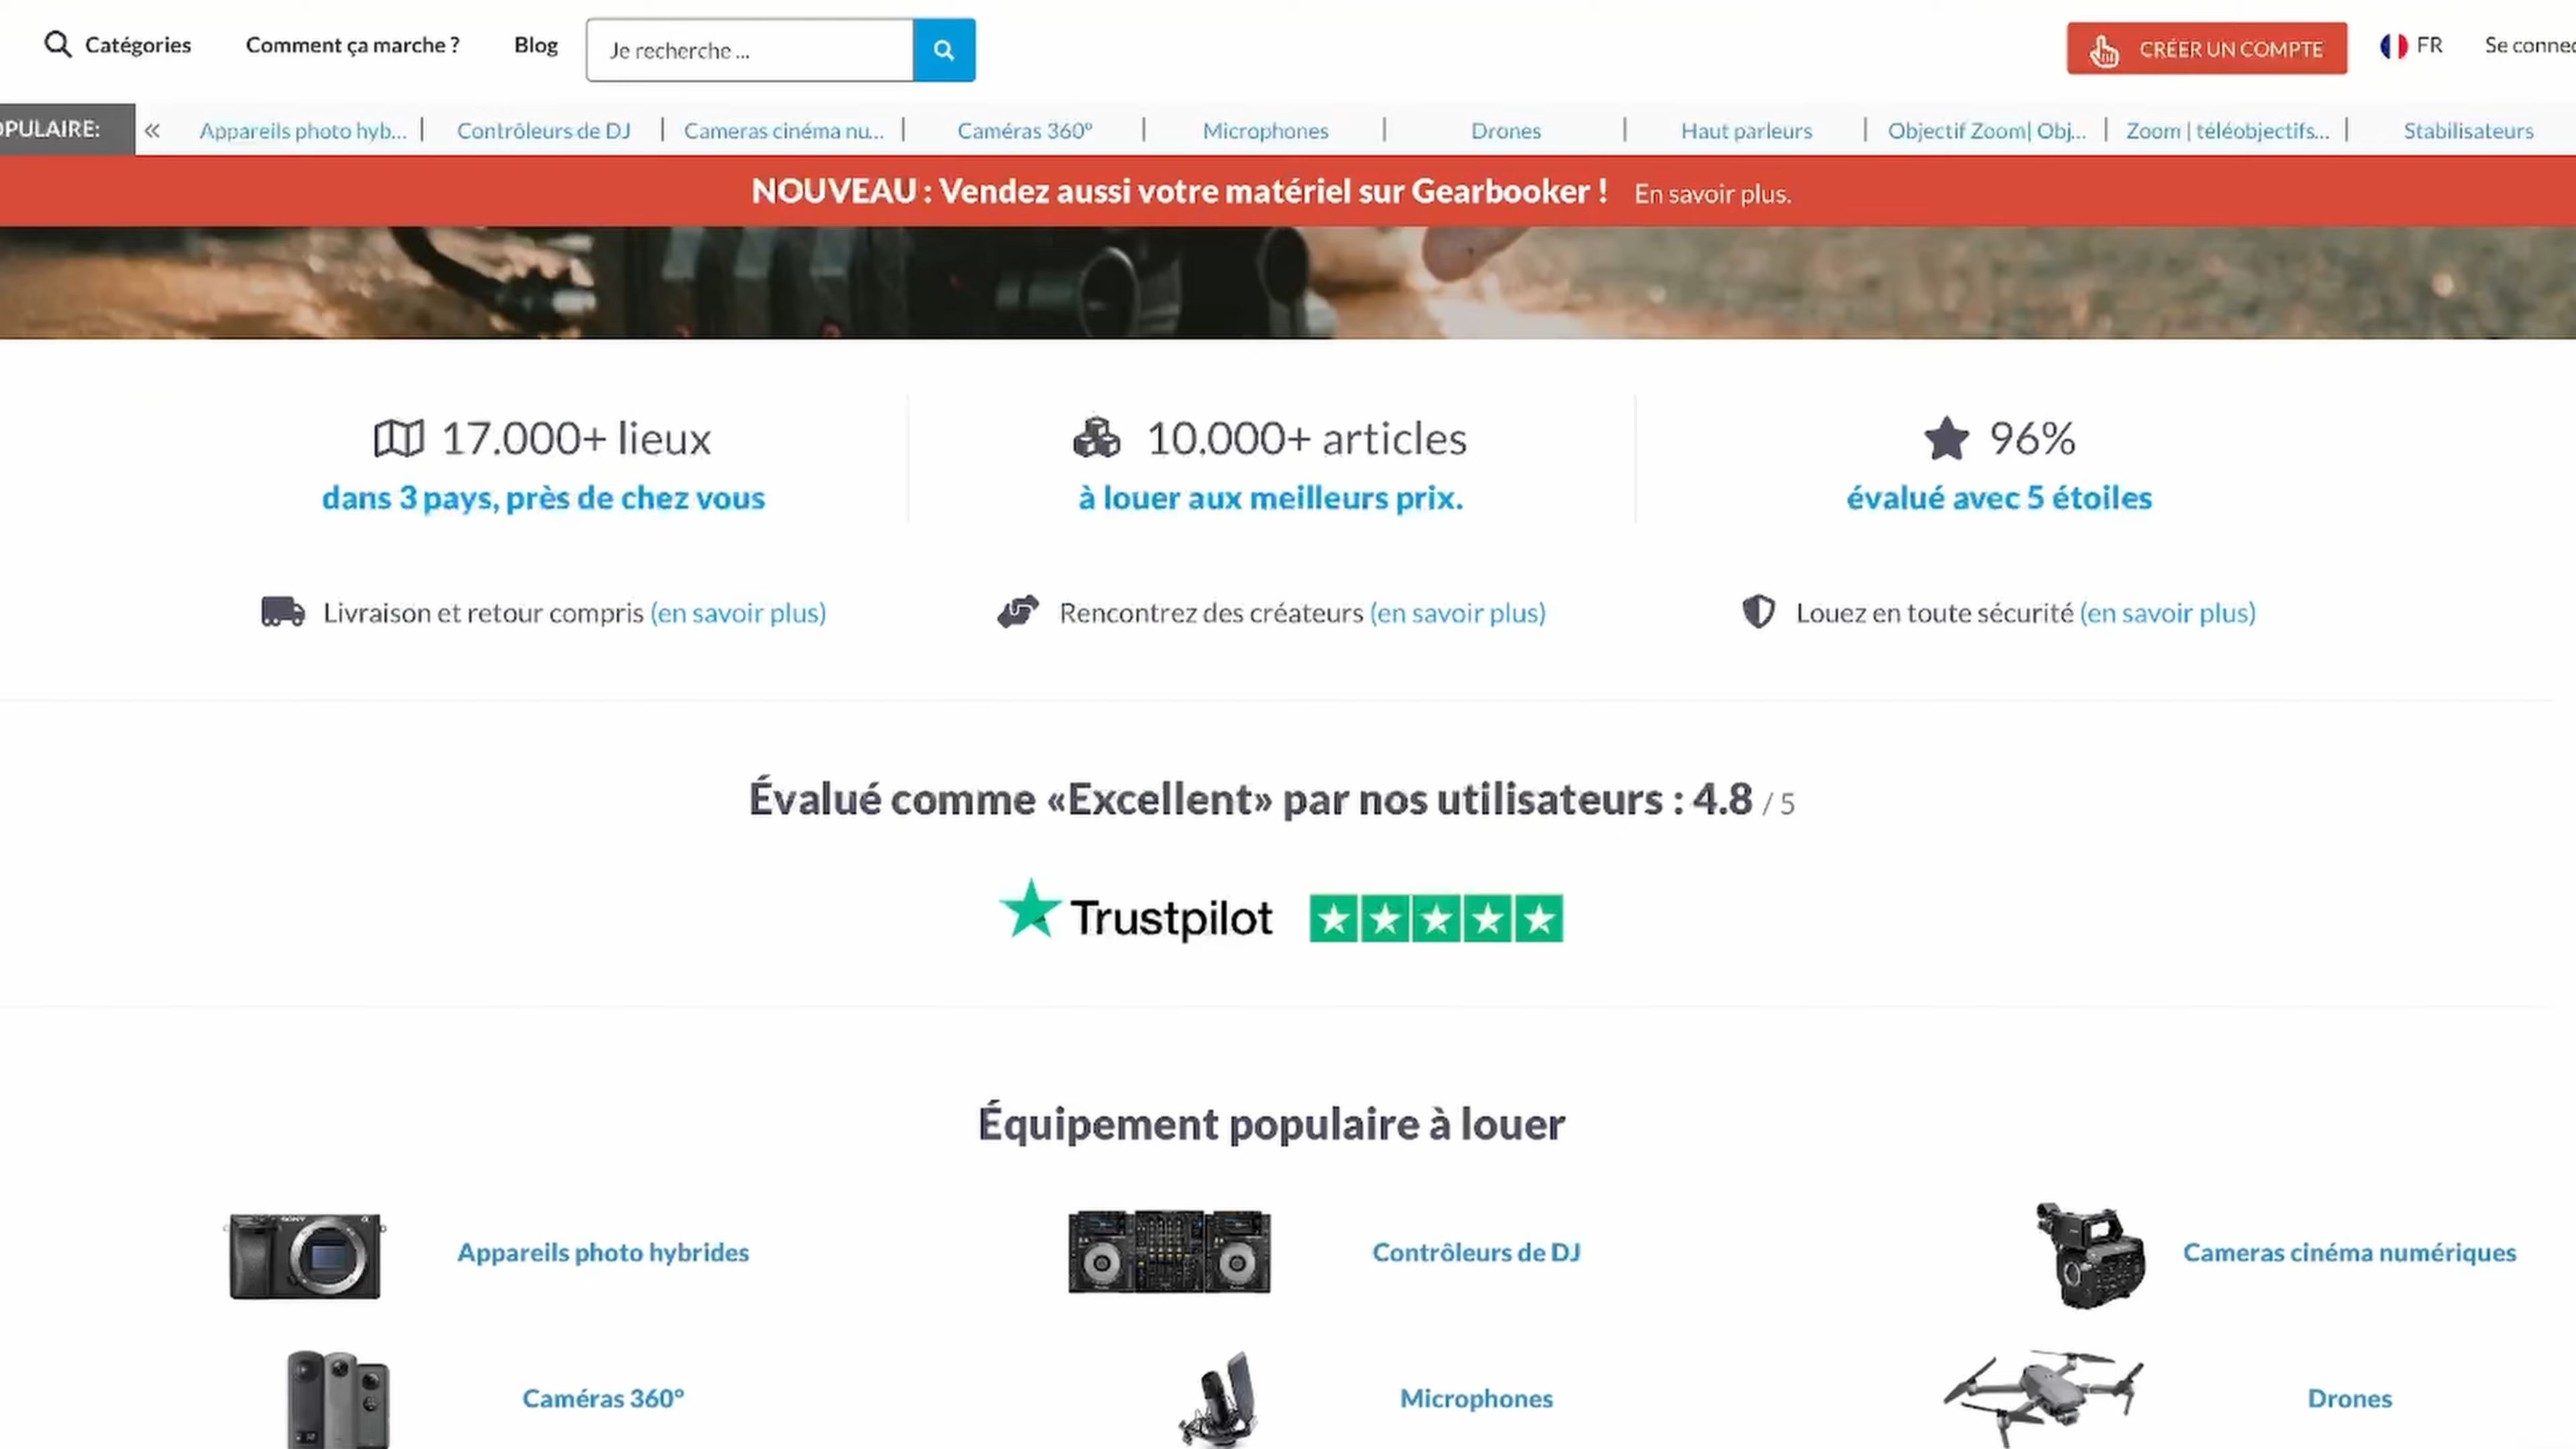 Catégories
Comment ça marche ?
Blog
Je recherche ...
CRÉER UN COMPTE
FR
Se connec
OPULAIRE:
«
Appareils photo hyb...
Contrôleurs de DJ
Cameras cinéma nu...
Caméras 360°
Microphones
Drones
Haut parleurs
Objectif Zoom| Obj...
Zoom | téléobjectifs...
Stabilisateurs
NOUVEAU : Vendez aussi votre matériel sur Gearbooker ! En savoir plus.
17.000+ lieux
dans 3 pays, près de chez vous
10.000+ articles
à louer aux meilleurs prix.
96%
évalué avec 5 étoiles
Livraison et retour compris (en savoir plus)
Rencontrez des créateurs (en savoir plus)
Louez en toute sécurité (en savoir plus)
Évalué comme «Excellent» par nos utilisateurs : 4.8 / 5
Trustpilot
Équipement populaire à louer
SONY
Appareils photo hybrides
Contrôleurs de DJ
Cameras cinéma numériques
Caméras 360°
Microphones
Drones